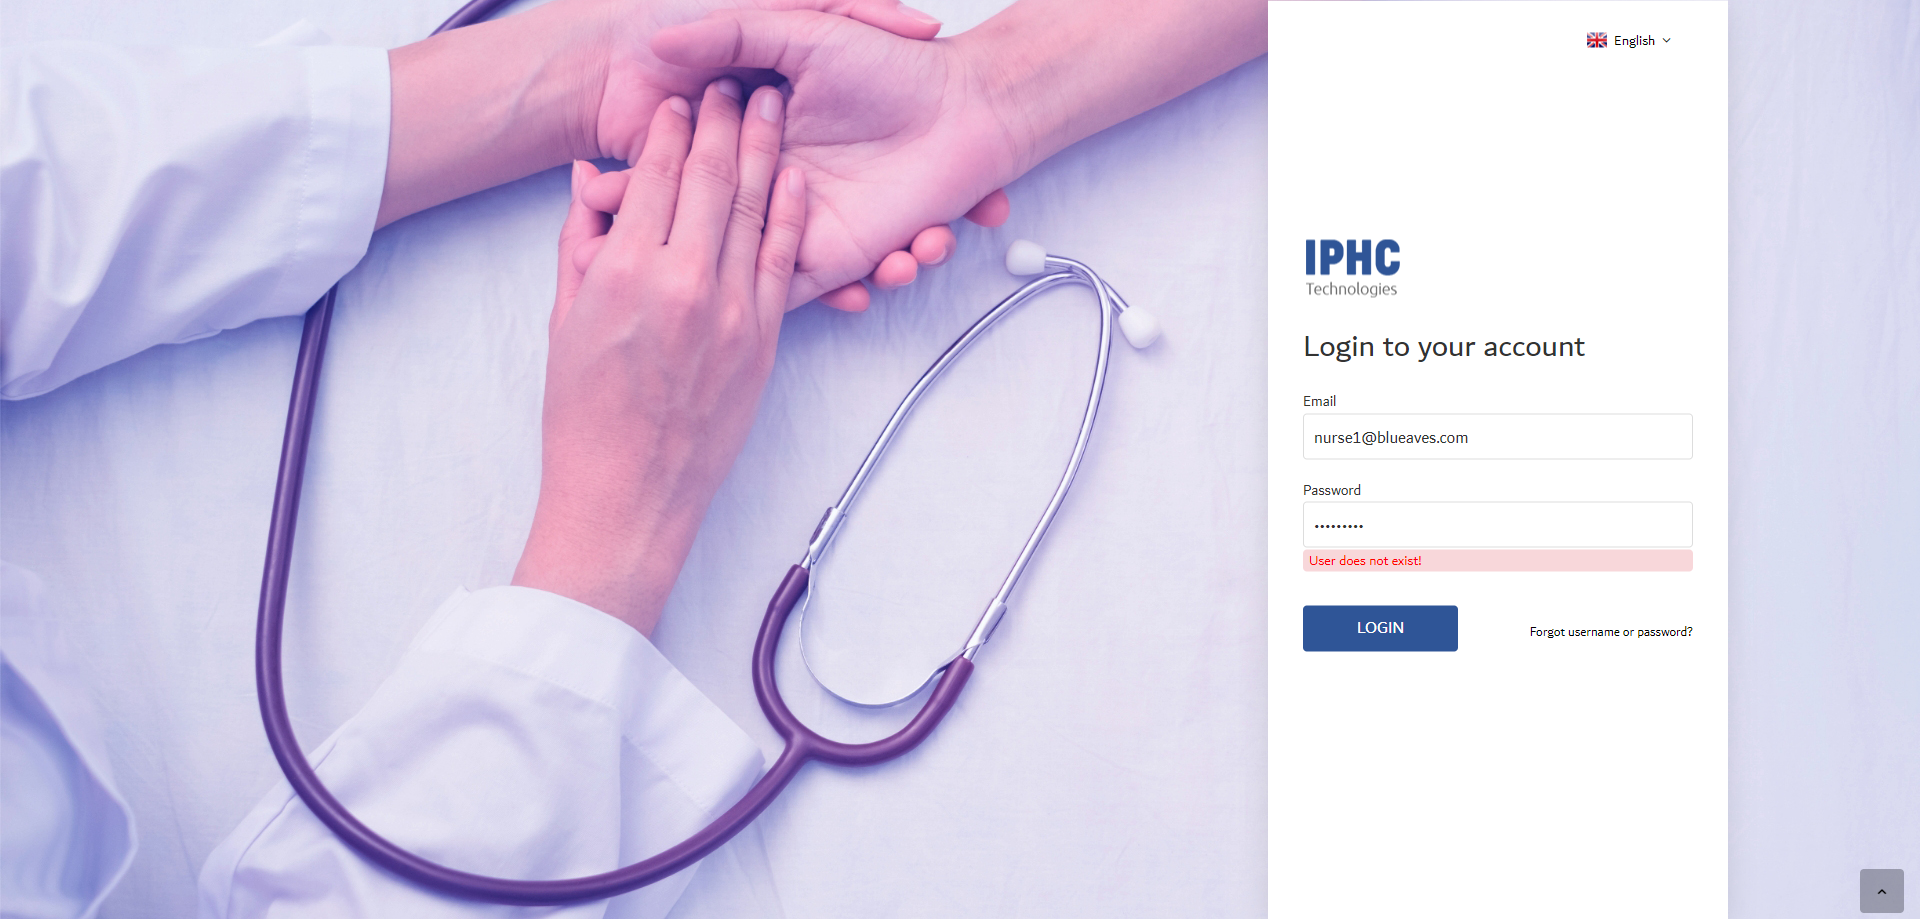 English
IPHC
Technologies
Login to your account
Email
nurse1@blueaves.com
Password
•••••••••
User does not exist!
LOGIN
Forgot username or password?